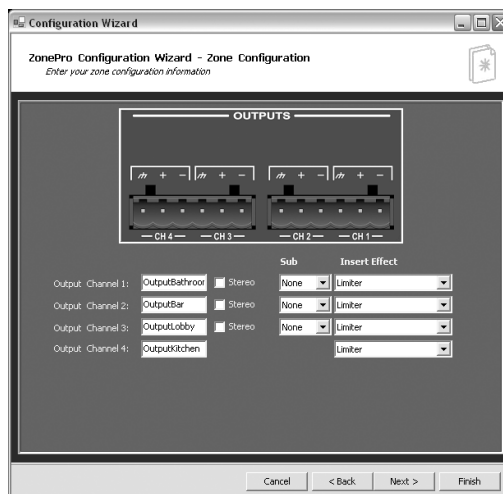 Configuration Wizard
ZonePro Configuration Wizard - Zone Configuration
Enter your zone configuration information
OUTPUTS
+ - + - + - + -
CH 4 CH 3 CH 2 CH 1
Sub Insert Effect
Output Channel 1: OutputBathroor Stereo None Limiter
Output Channel 2: OutputBar Stereo None Limiter
Output Channel 3: OutputLobby Stereo None Limiter
Output Channel 4: OutputKitchen Limiter
Cancel < Back Next > Finish